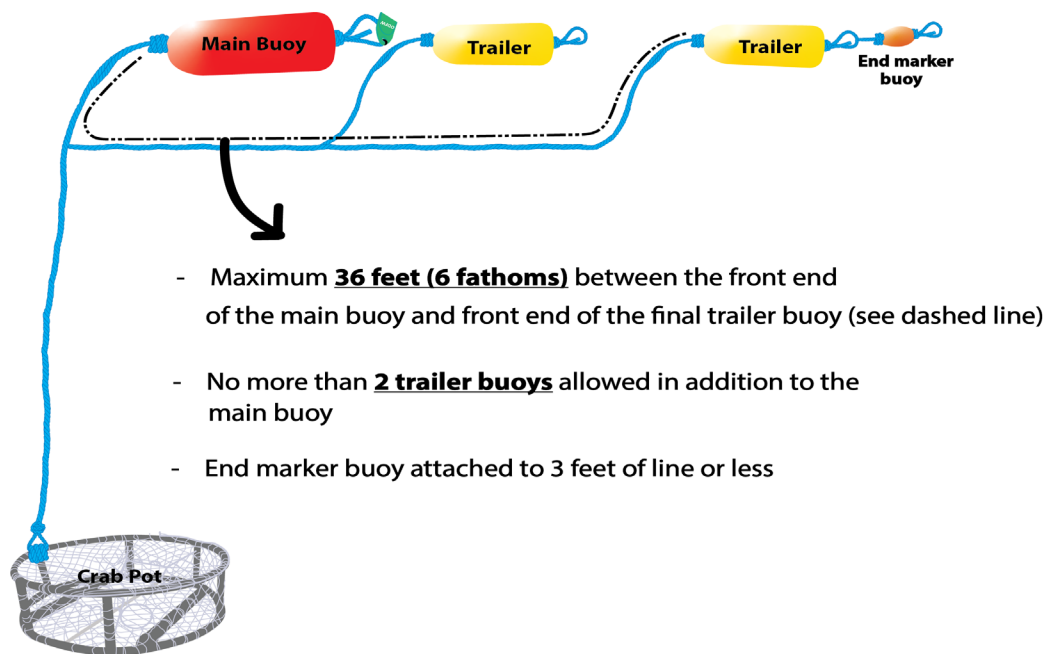 Main Buoy
Trailer
Trailer
End marker
buoy
- Maximum 36 feet (6 fathoms) between the front end
of the main buoy and front end of the final trailer buoy (see dashed line)
- No more than 2 trailer buoys allowed in addition to the
main buoy
- End marker buoy attached to 3 feet of line or less
Crab Pot